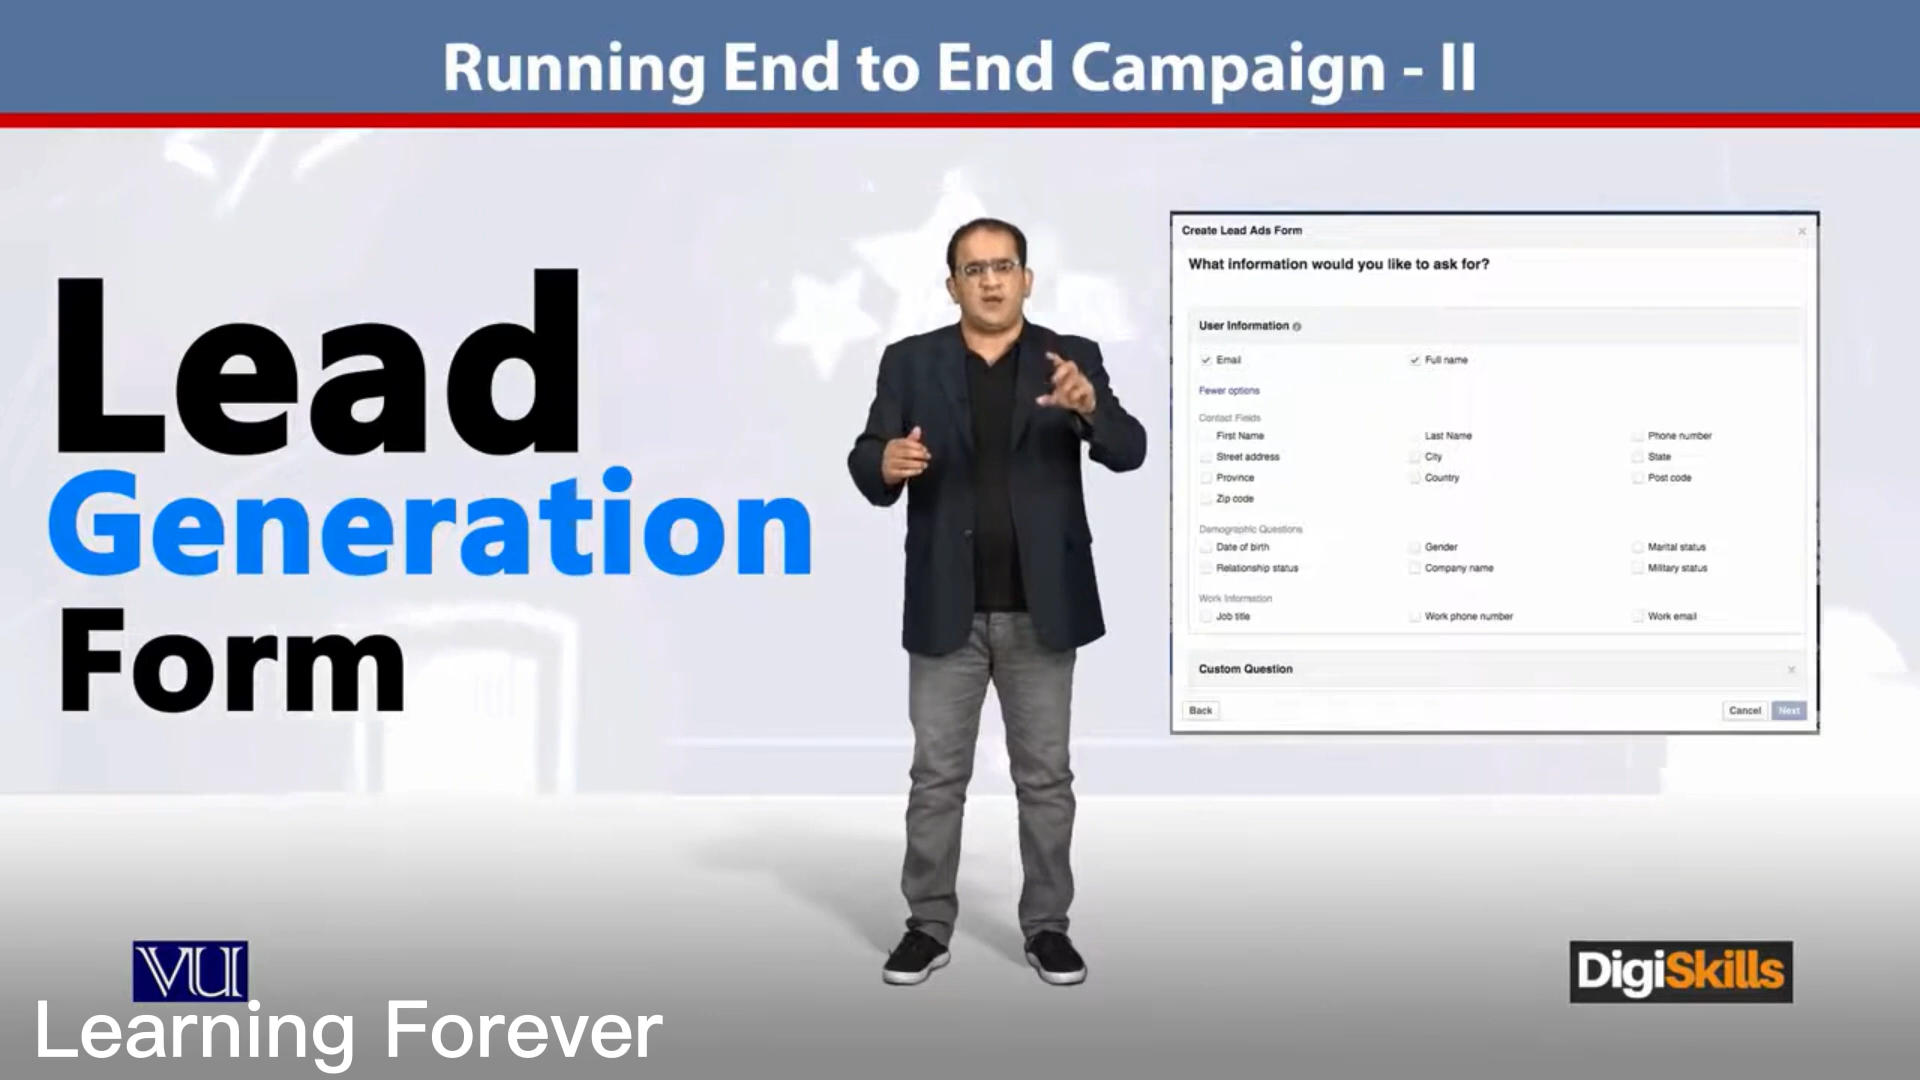 Running End to End Campaign - II
Lead
Generation
Form
Create Lead Ads Form
What information would you like to ask for?
User Information
Email
Full name
Fewer options
Contact Fields
First Name
Last Name
Phone number
Street address
City
State
Province
Country
Post code
Zip code
Demographic Questions
Date of birth
Gender
Marital status
Relationship status
Company name
Military status
Work Information
Job title
Work phone number
Work email
Custom Question
Back
Cancel
Next
VU
DigiSkills
Learning Forever